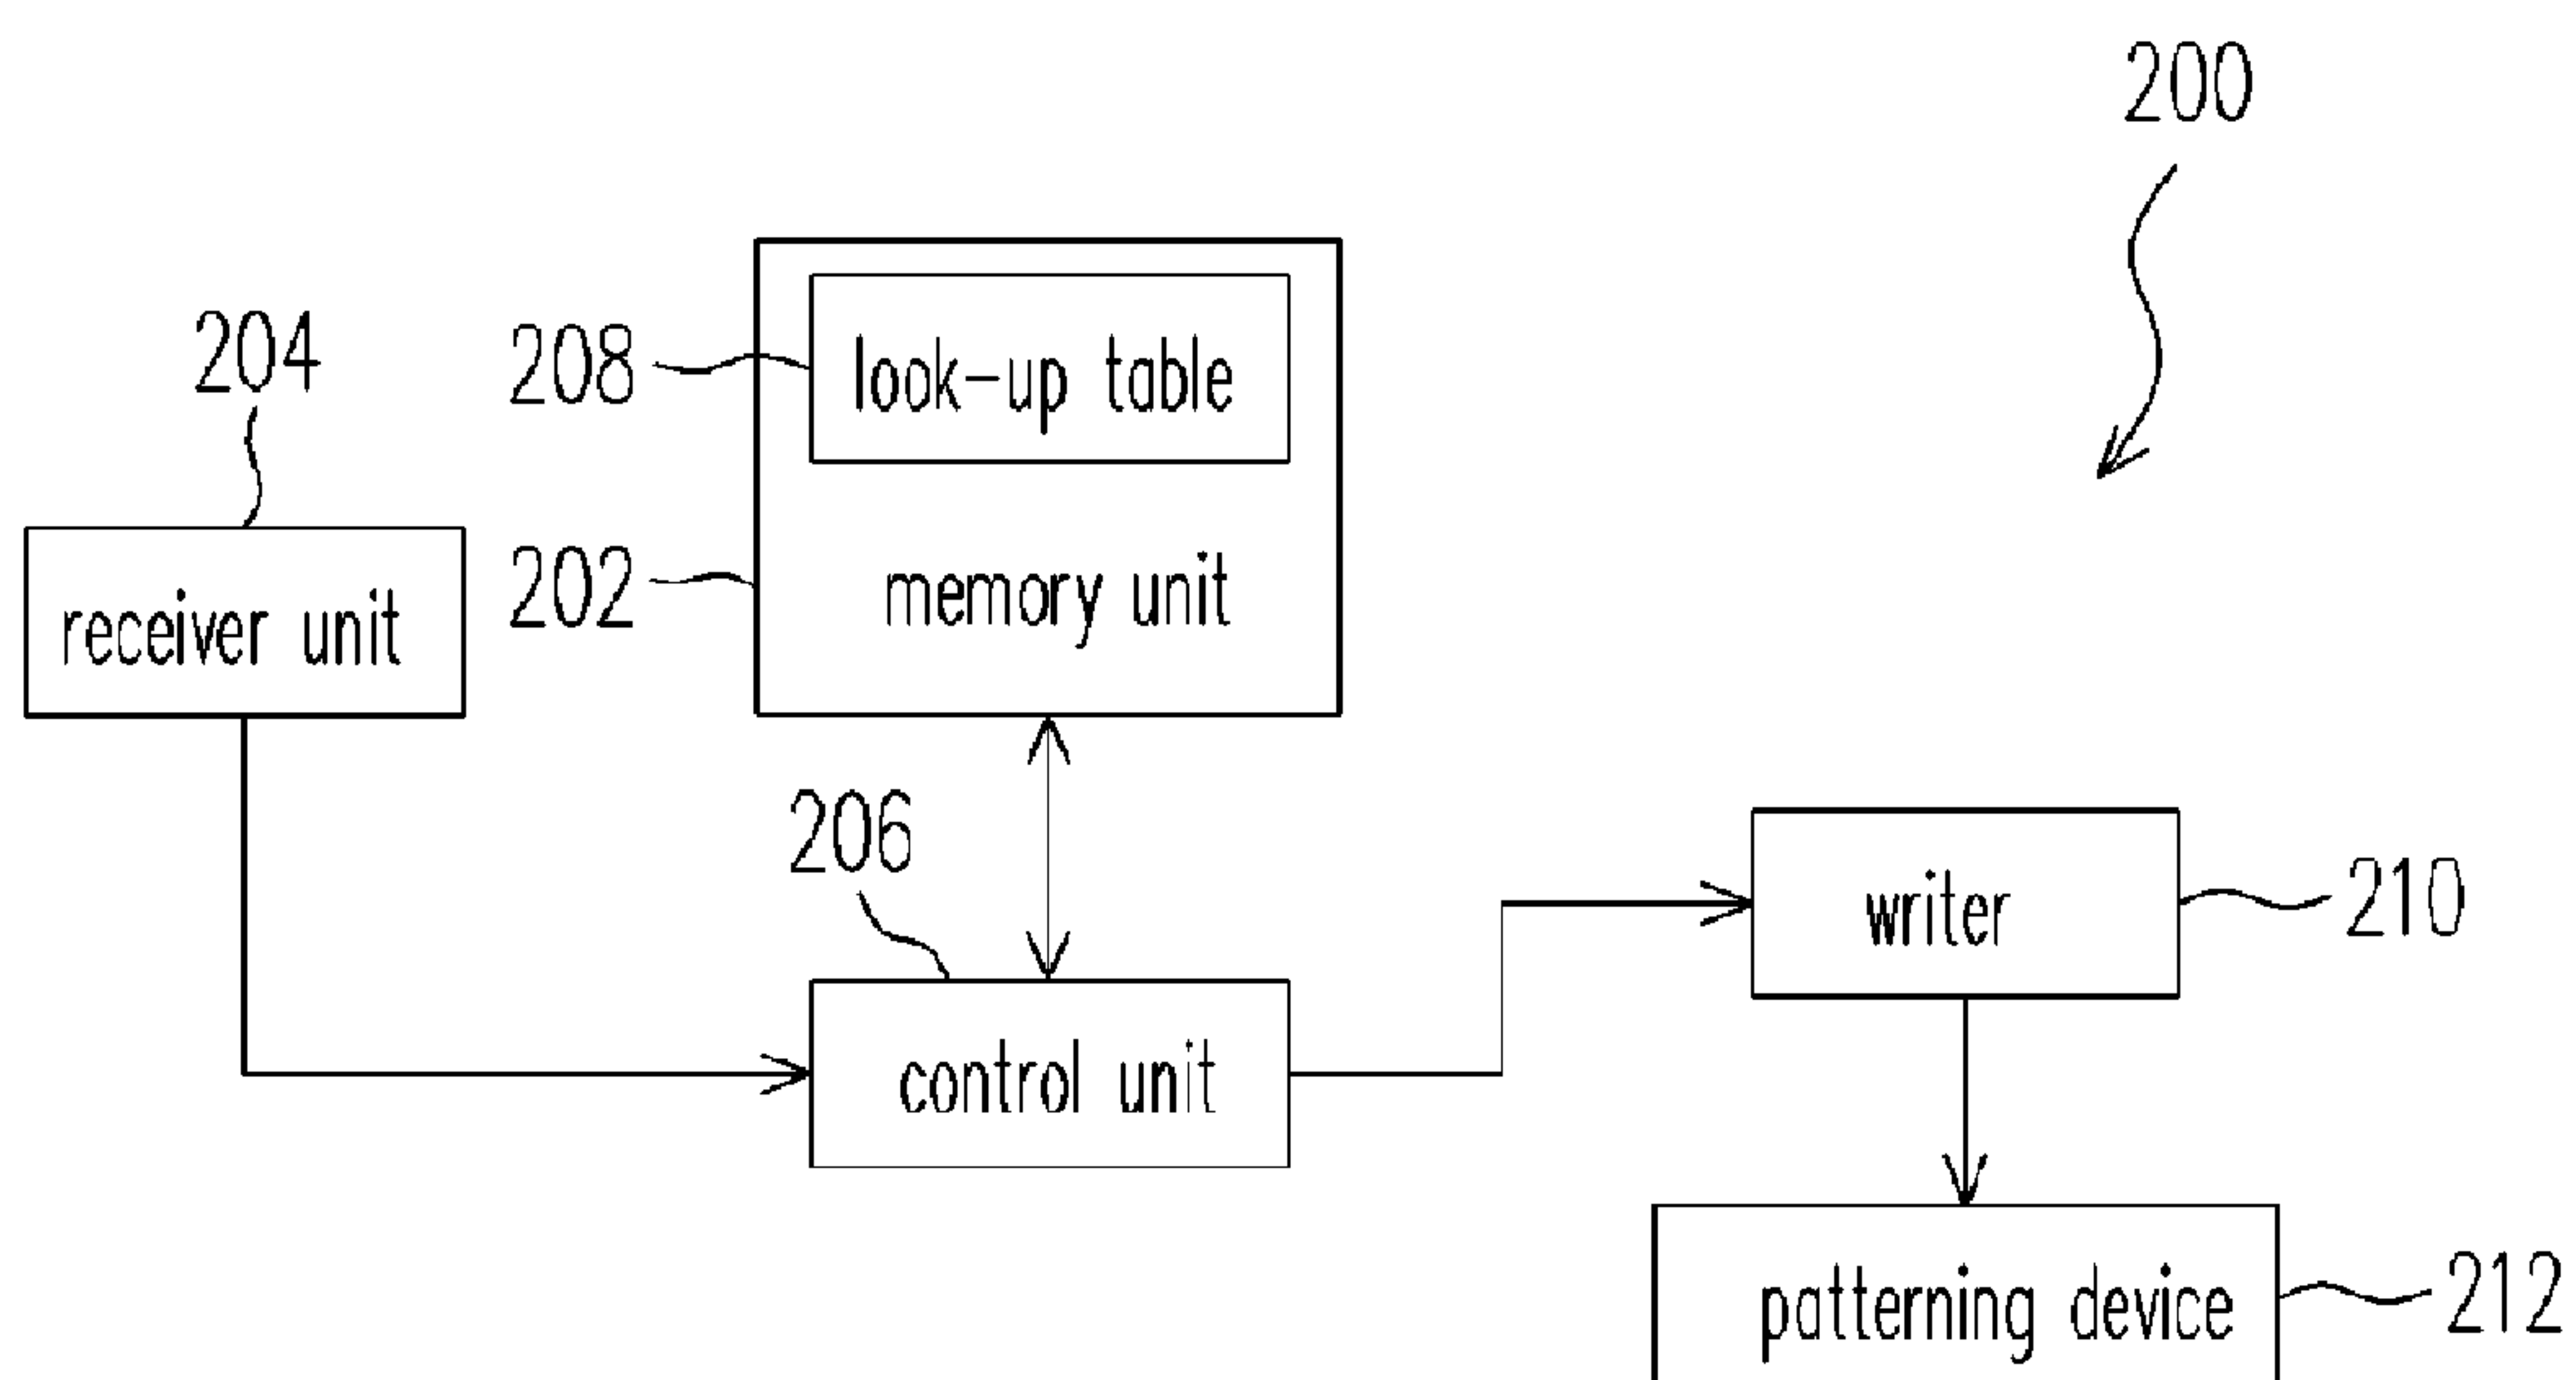 200
204
208
look-up table
202
memory unit
receiver unit
206
control unit
writer
210
patterning device
212